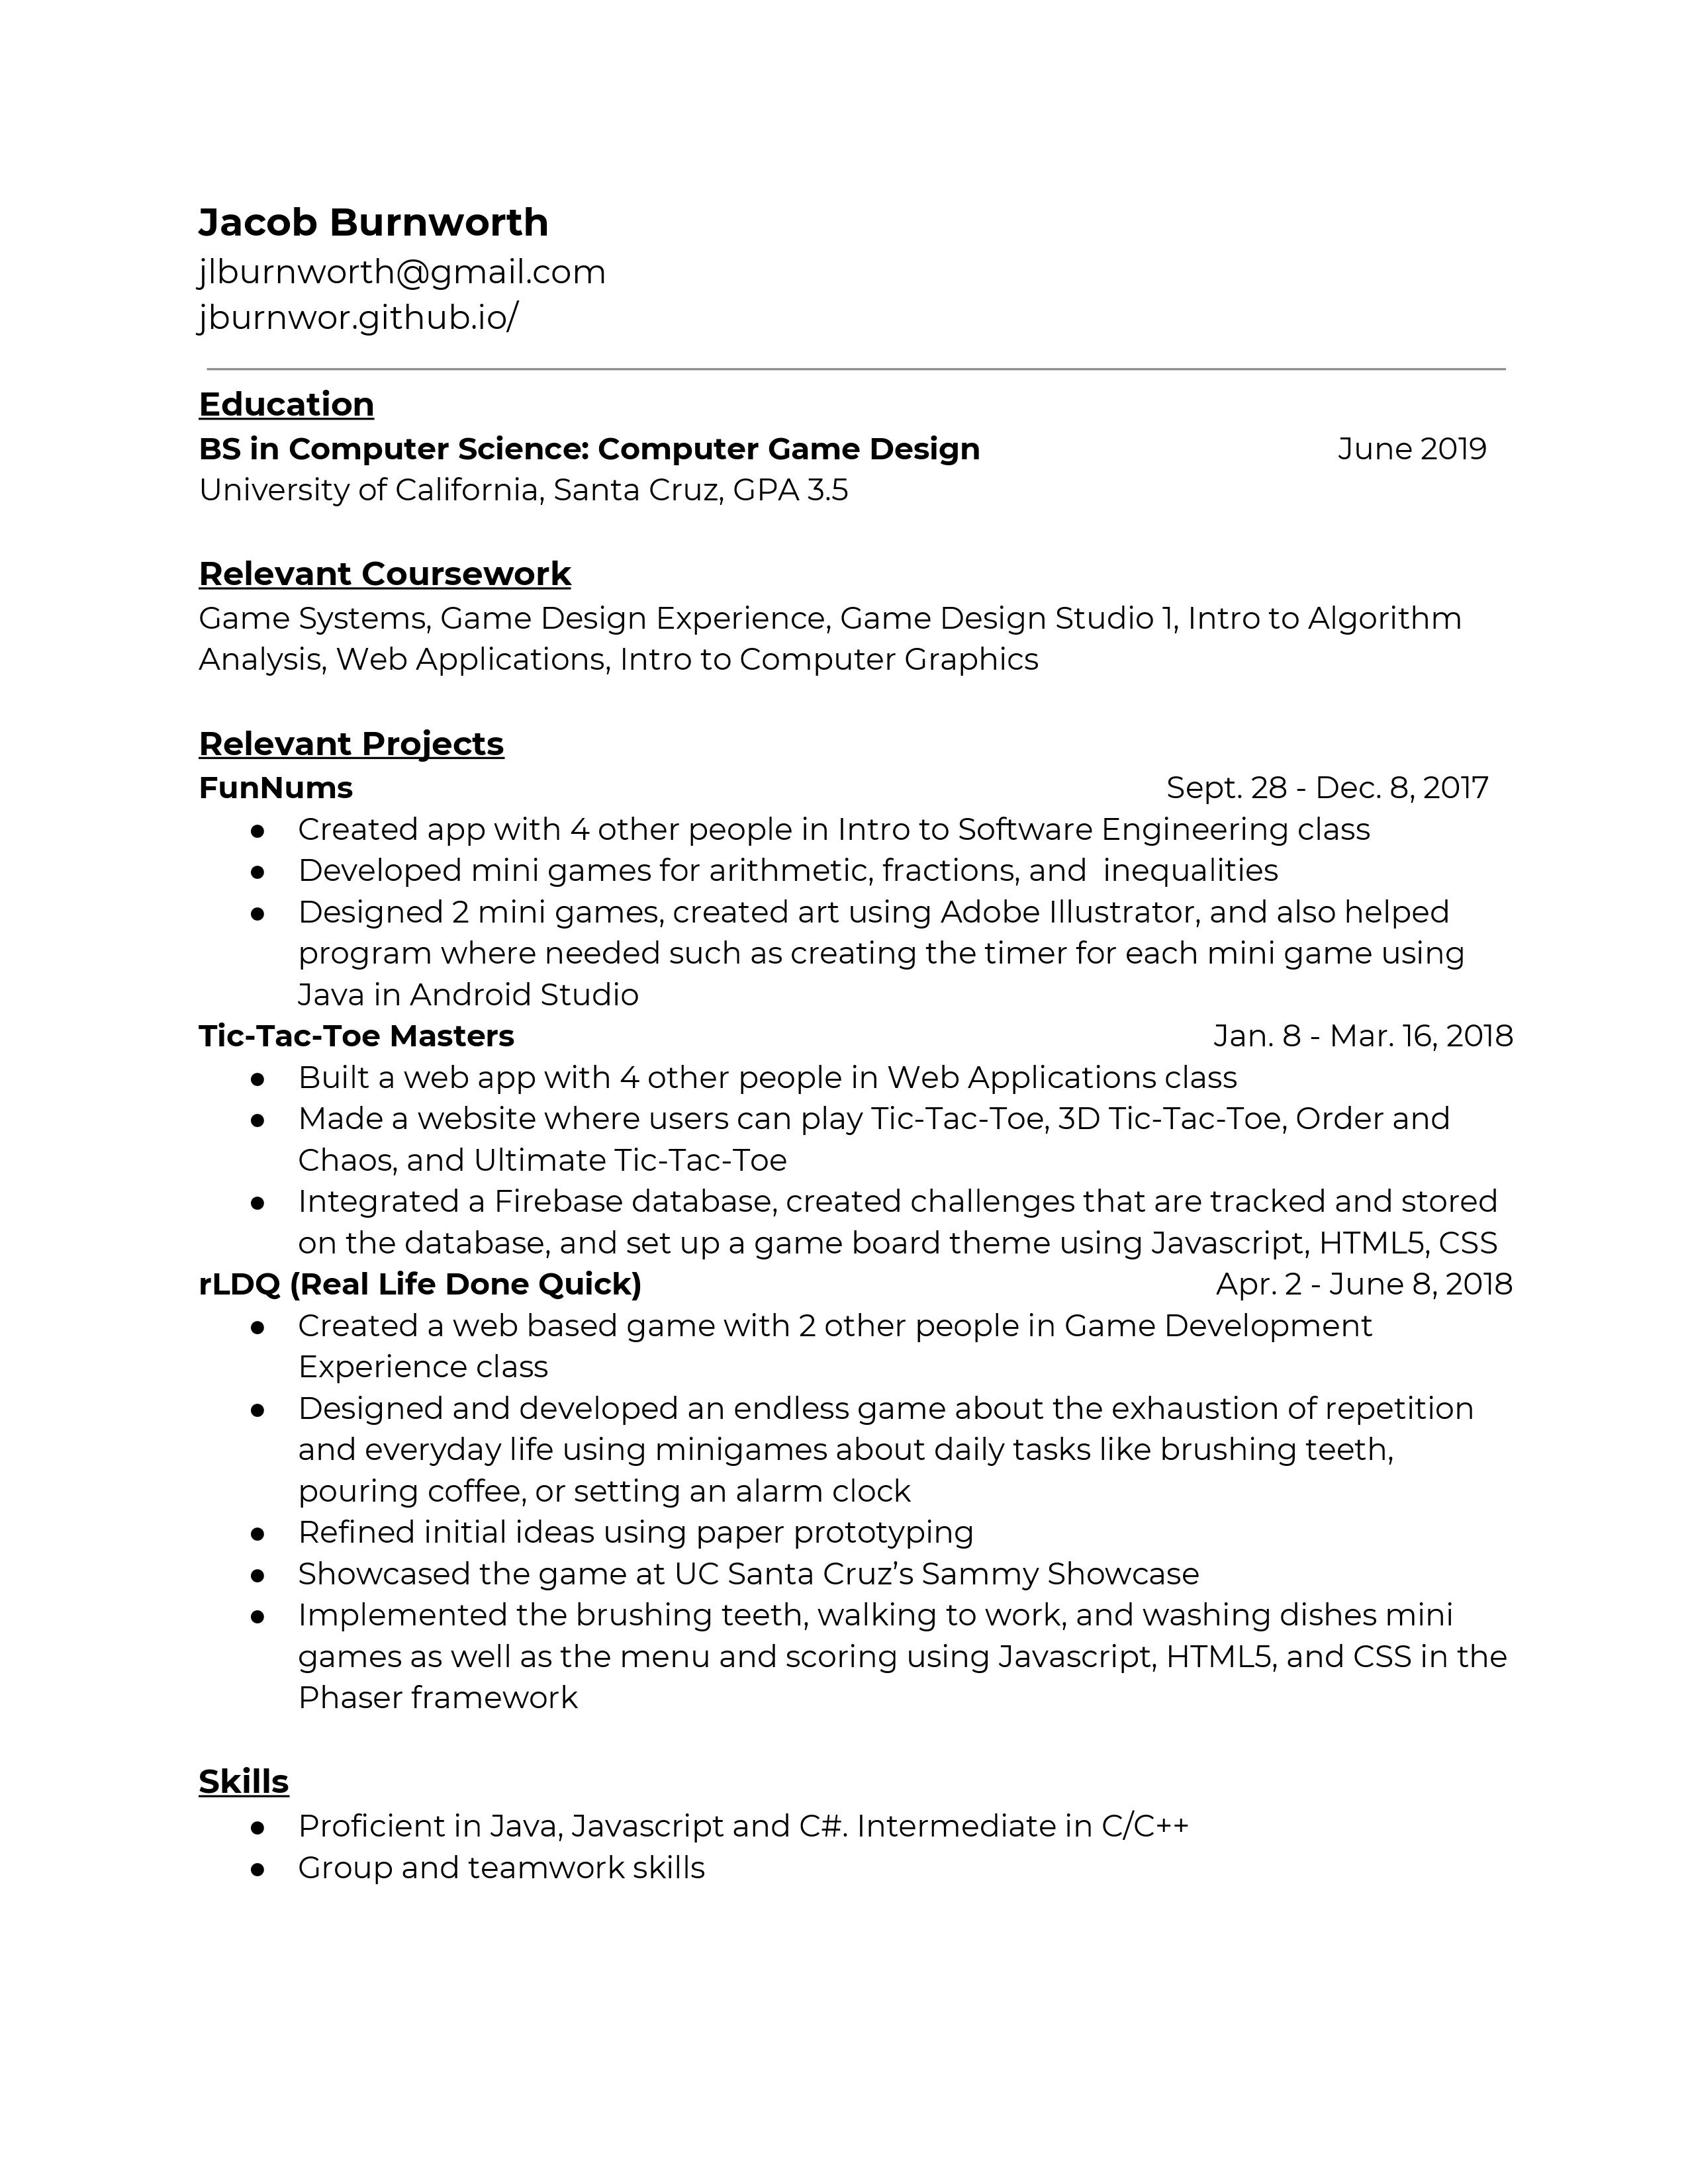 Jacob Burnworth
jlburnworth@gmail.com
jburnwor.github.io/
Education
BS in Computer Science: Computer Game Design June 2019
University of California, Santa Cruz, GPA 3.5
Relevant Coursework
Game Systems, Game Design Experience, Game Design Studio 1, Intro to Algorithm
Analysis, Web Applications, Intro to Computer Graphics
Relevant Projects
FunNums Sept. 28 - Dec. 8, 2017
● Created app with 4 other people in Intro to Software Engineering class
● Developed mini games for arithmetic, fractions, and  inequalities
● Designed 2 mini games, created art using Adobe Illustrator, and also helped
program where needed such as creating the timer for each mini game using
Java in Android Studio
Tic-Tac-Toe Masters Jan. 8 - Mar. 16, 2018
● Built a web app with 4 other people in Web Applications class
● Made a website where users can play Tic-Tac-Toe, 3D Tic-Tac-Toe, Order and
Chaos, and Ultimate Tic-Tac-Toe
● Integrated a Firebase database, created challenges that are tracked and stored
on the database, and set up a game board theme using Javascript, HTML5, CSS
rLDQ (Real Life Done Quick) Apr. 2 - June 8, 2018
● Created a web based game with 2 other people in Game Development
Experience class
● Designed and developed an endless game about the exhaustion of repetition
and everyday life using minigames about daily tasks like brushing teeth,
pouring coffee, or setting an alarm clock
● Refined initial ideas using paper prototyping
● Showcased the game at UC Santa Cruz’s Sammy Showcase
● Implemented the brushing teeth, walking to work, and washing dishes mini
games as well as the menu and scoring using Javascript, HTML5, and CSS in the
Phaser framework
Skills
● Proficient in Java, Javascript and C#. Intermediate in C/C++
● Group and teamwork skills